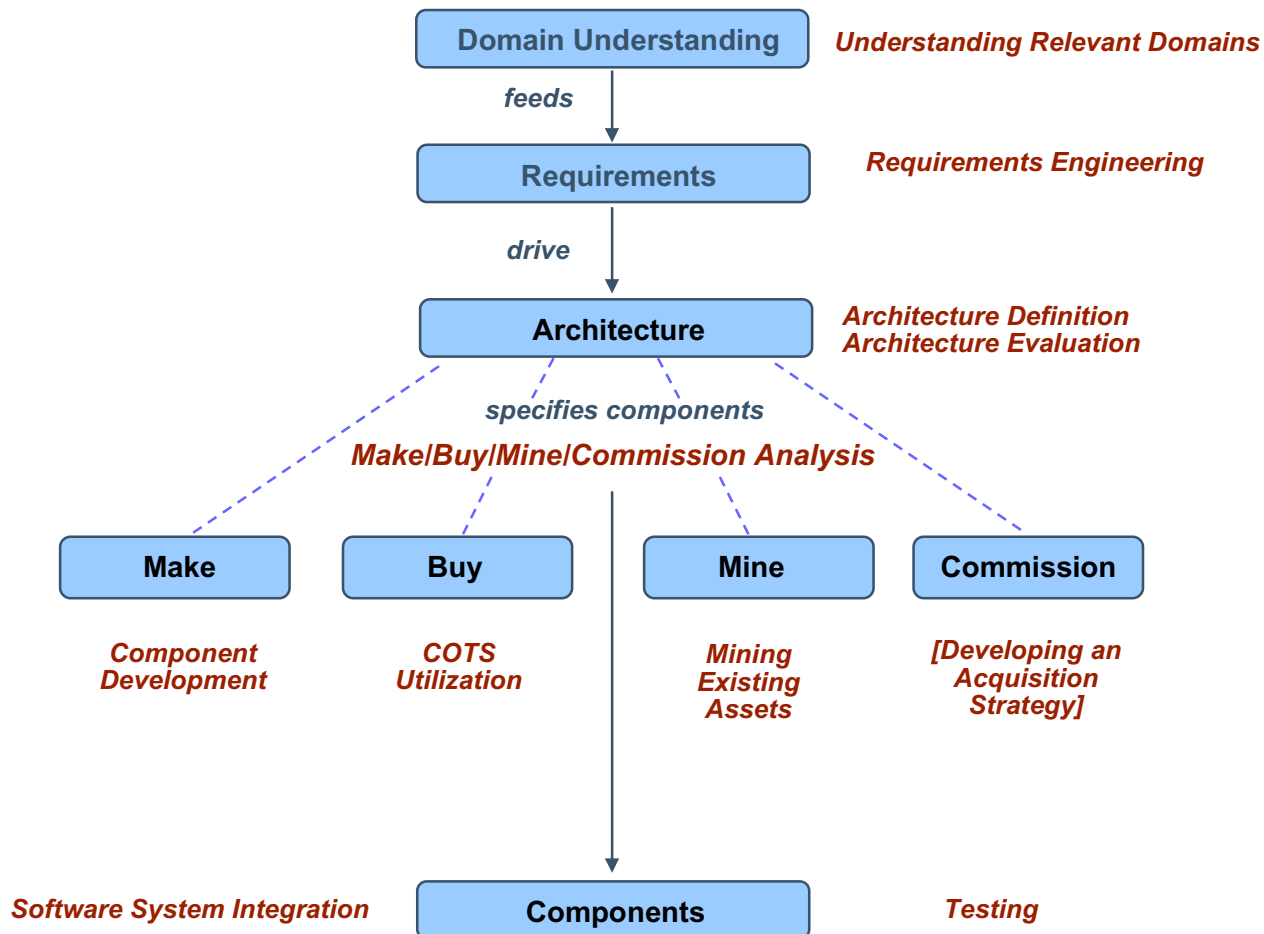 Domain Understanding
Understanding Relevant Domains
feeds
Requirements
Requirements Engineering
drive
Architecture
Architecture Definition
Architecture Evaluation
specifies components
Make/Buy/Mine/Commission Analysis
Make
Buy
Mine
Commission
Component
Development
COTS
Utilization
Mining
Existing
Assets
[Developing an
Acquisition
Strategy]
Software System Integration
Components
Testing